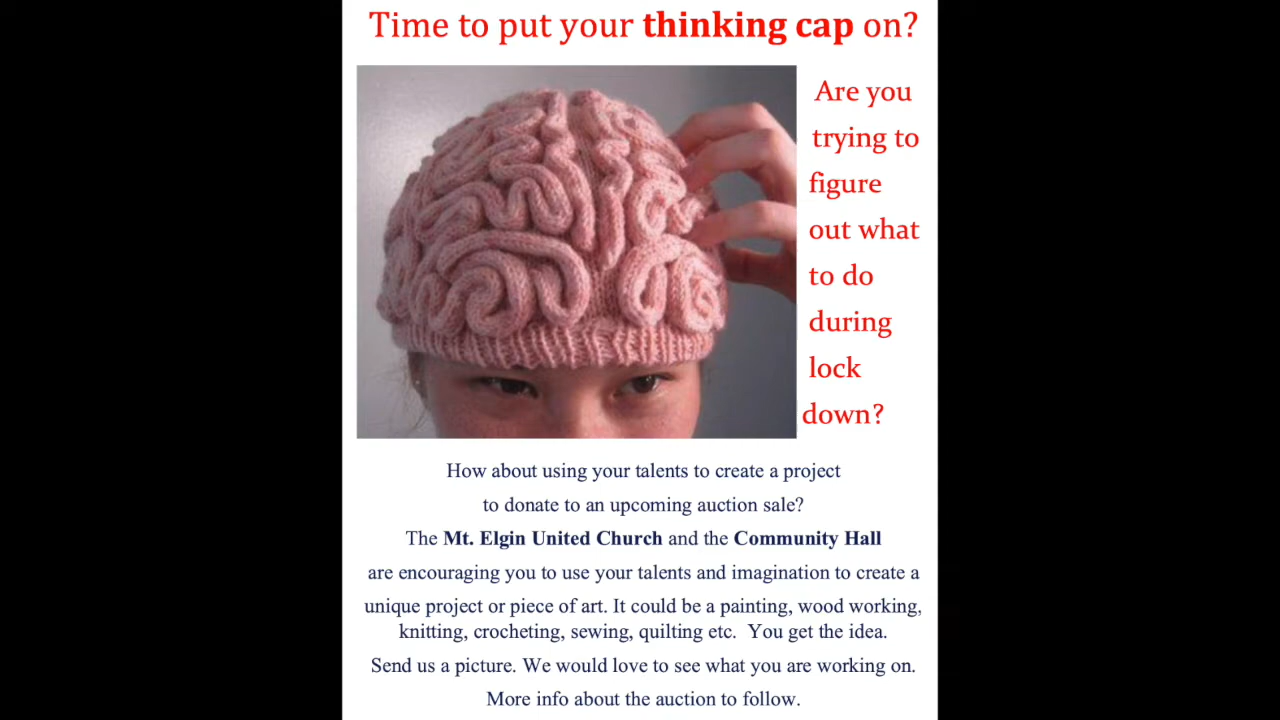 Time to put your thinking cap on?
Are you
trying to
figure
out what
to do
during
lock
down?
How about using your talents to create a project
to donate to an upcoming auction sale?
The Mt. Elgin United Church and the Community Hall
are encouraging you to use your talents and imagination to create a
unique project or piece of art. It could be a painting, wood working,
knitting, crocheting, sewing, quilting etc.  You get the idea.
Send us a picture. We would love to see what you are working on.
More info about the auction to follow.